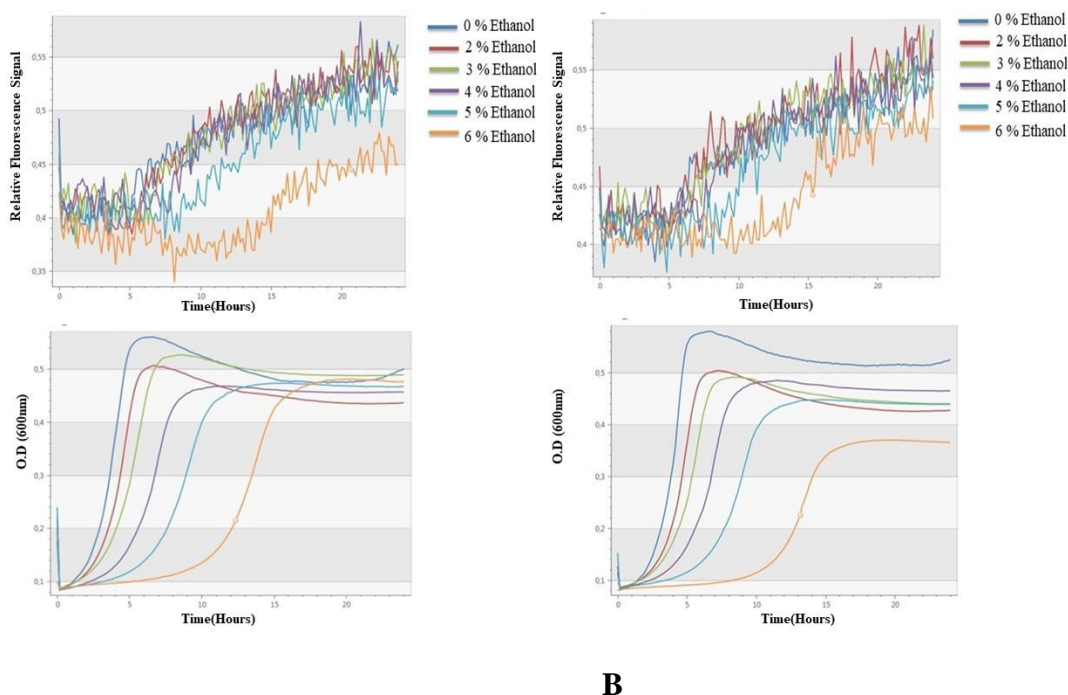 Relative Fluorescence Signal
0,55
0,5
0,45
0,4
0,35
0
5
10
15
20
Time(Hours)
0 % Ethanol
2 % Ethanol
3 % Ethanol
4 % Ethanol
5 % Ethanol
6 % Ethanol
Relative Fluorescence Signal
0,55
0,5
0,45
0,4
0
5
10
15
20
Time(Hours)
0 % Ethanol
2 % Ethanol
3 % Ethanol
4 % Ethanol
5 % Ethanol
6 % Ethanol
O.D (600nm)
0,5
0,4
0,3
0,2
0,1
0
5
10
15
20
Time(Hours)
O.D (600nm)
0,5
0,4
0,3
0,2
0,1
0
5
10
15
20
Time(Hours)
B